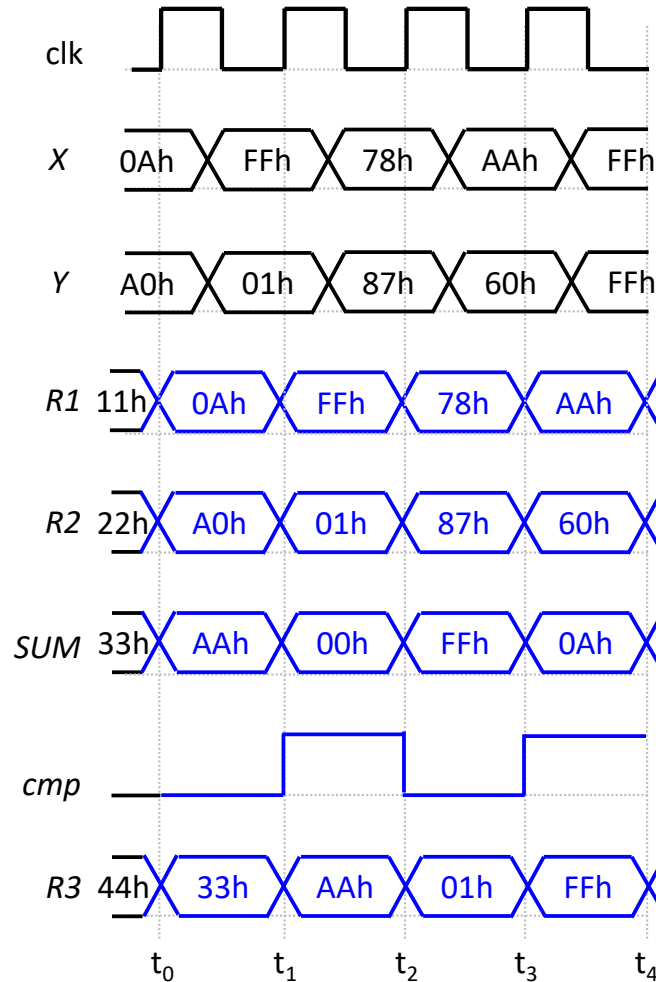 clk
X 0Ah FFh 78h AAh FFh
Y A0h 01h 87h 60h FFh
R1 11h 0Ah FFh 78h AAh
R2 22h A0h 01h 87h 60h
SUM 33h AAh 00h FFh 0Ah
cmp
R3 44h 33h AAh 01h FFh
t0 t1 t2 t3 t4